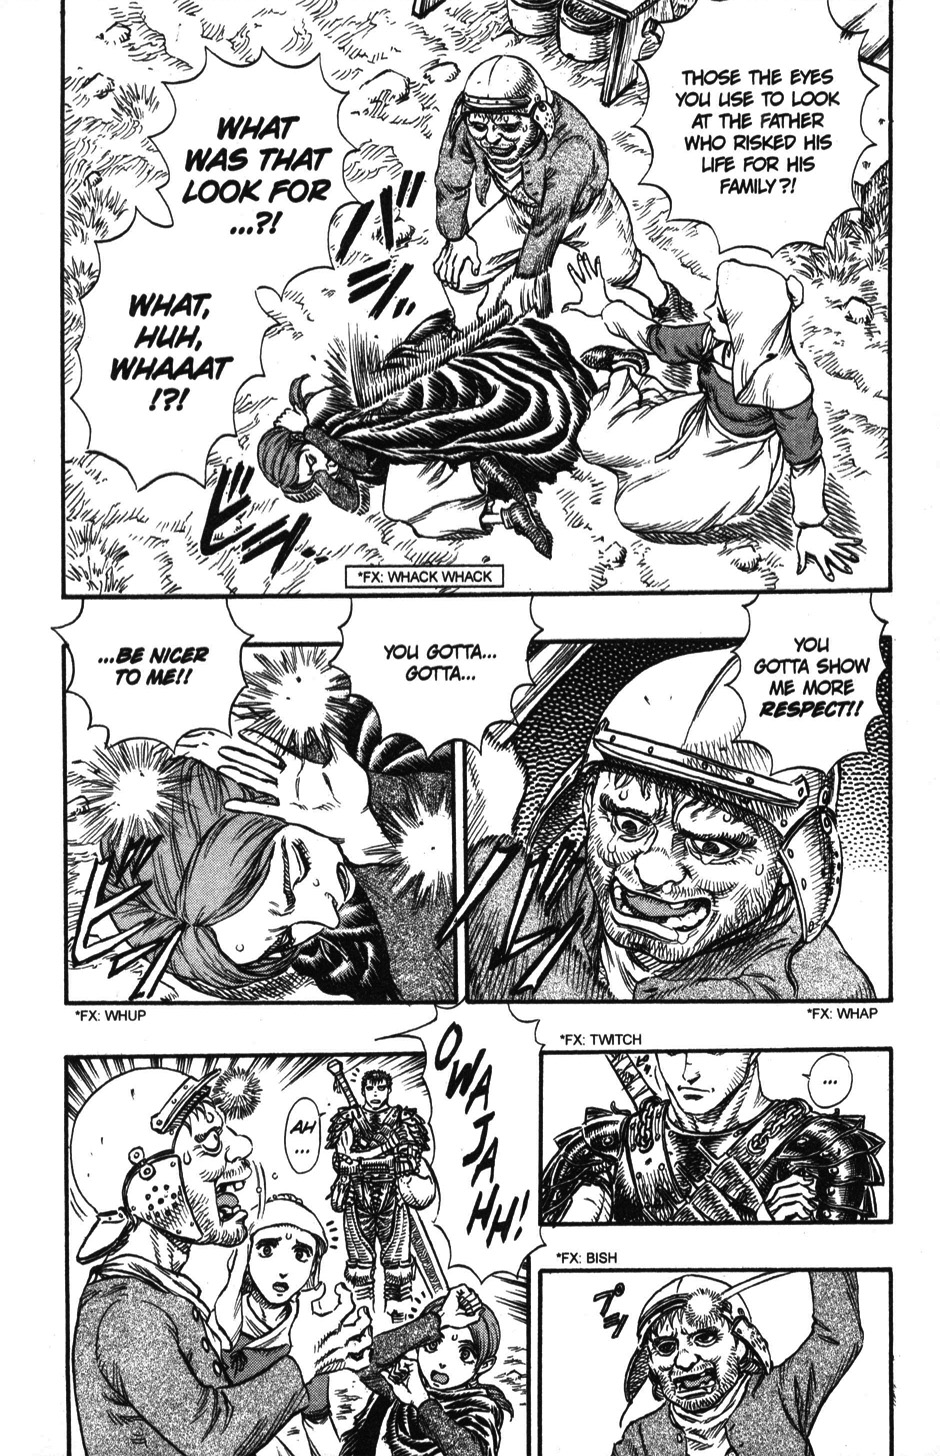 THOSE THE EYES
YOU USE TO LOOK
AT THE FATHER
WHO RISKED HIS
LIFE FOR HIS
FAMILY?!
WHAT
WAS THAT
LOOK FOR
...?!
WHAT,
HUH,
WHAAAT
!?!
*FX: WHACK WHACK
YOU
GOTTA SHOW
ME MORE
RESPECT!!
YOU GOTTA...
GOTTA...
...BE NICER
TO ME!!
*FX: WHAP
*FX: WHUP
*FX: TWITCH
...
*FX: BISH
OWAJAHH!
AH
...